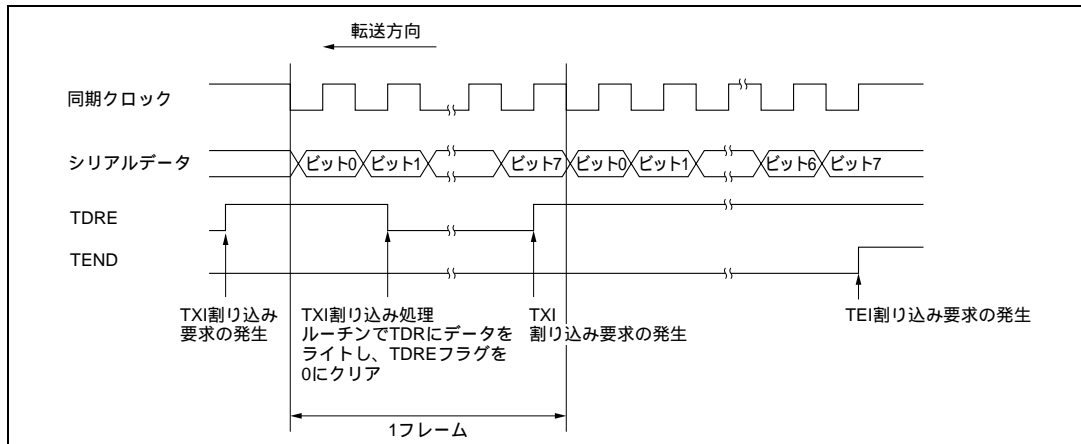 転送方向
同期クロック
シリアルデータ
ビット0 ビット1 ビット7 ビット0 ビット1 ビット6 ビット7
TDRE
TEND
TXI割り込み
要求の発生
TXI割り込み処理
ルーチンでTDRにデータを
ライトし、TDREフラグを
0にクリア
TXI
割り込み要求の発生
TEI割り込み要求の発生
1フレーム